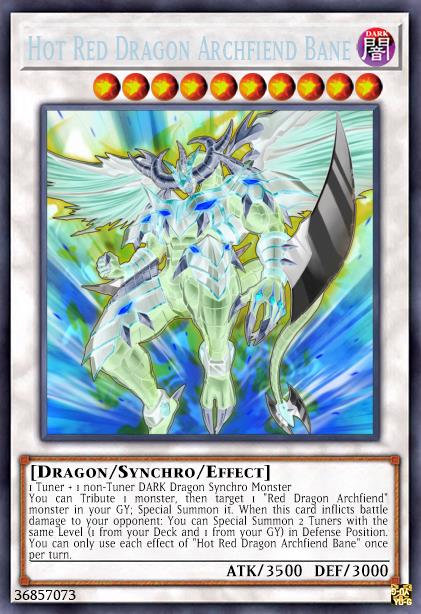 Hot Red Dragon Archfiend Bane
DARK
闇
[Dragon/Synchro/Effect]
1 Tuner + 1 non-Tuner DARK Dragon Synchro Monster
You can Tribute 1 monster, then target 1 "Red Dragon Archfiend"
monster in your GY; Special Summon it. When this card inflicts battle
damage to your opponent: You can Special Summon 2 Tuners with the
same Level (1 from your Deck and 1 from your GY) in Defense Position.
You can only use each effect of "Hot Red Dragon Archfiend Bane" once
per turn.
ATK/3500 DEF/3000
36857073